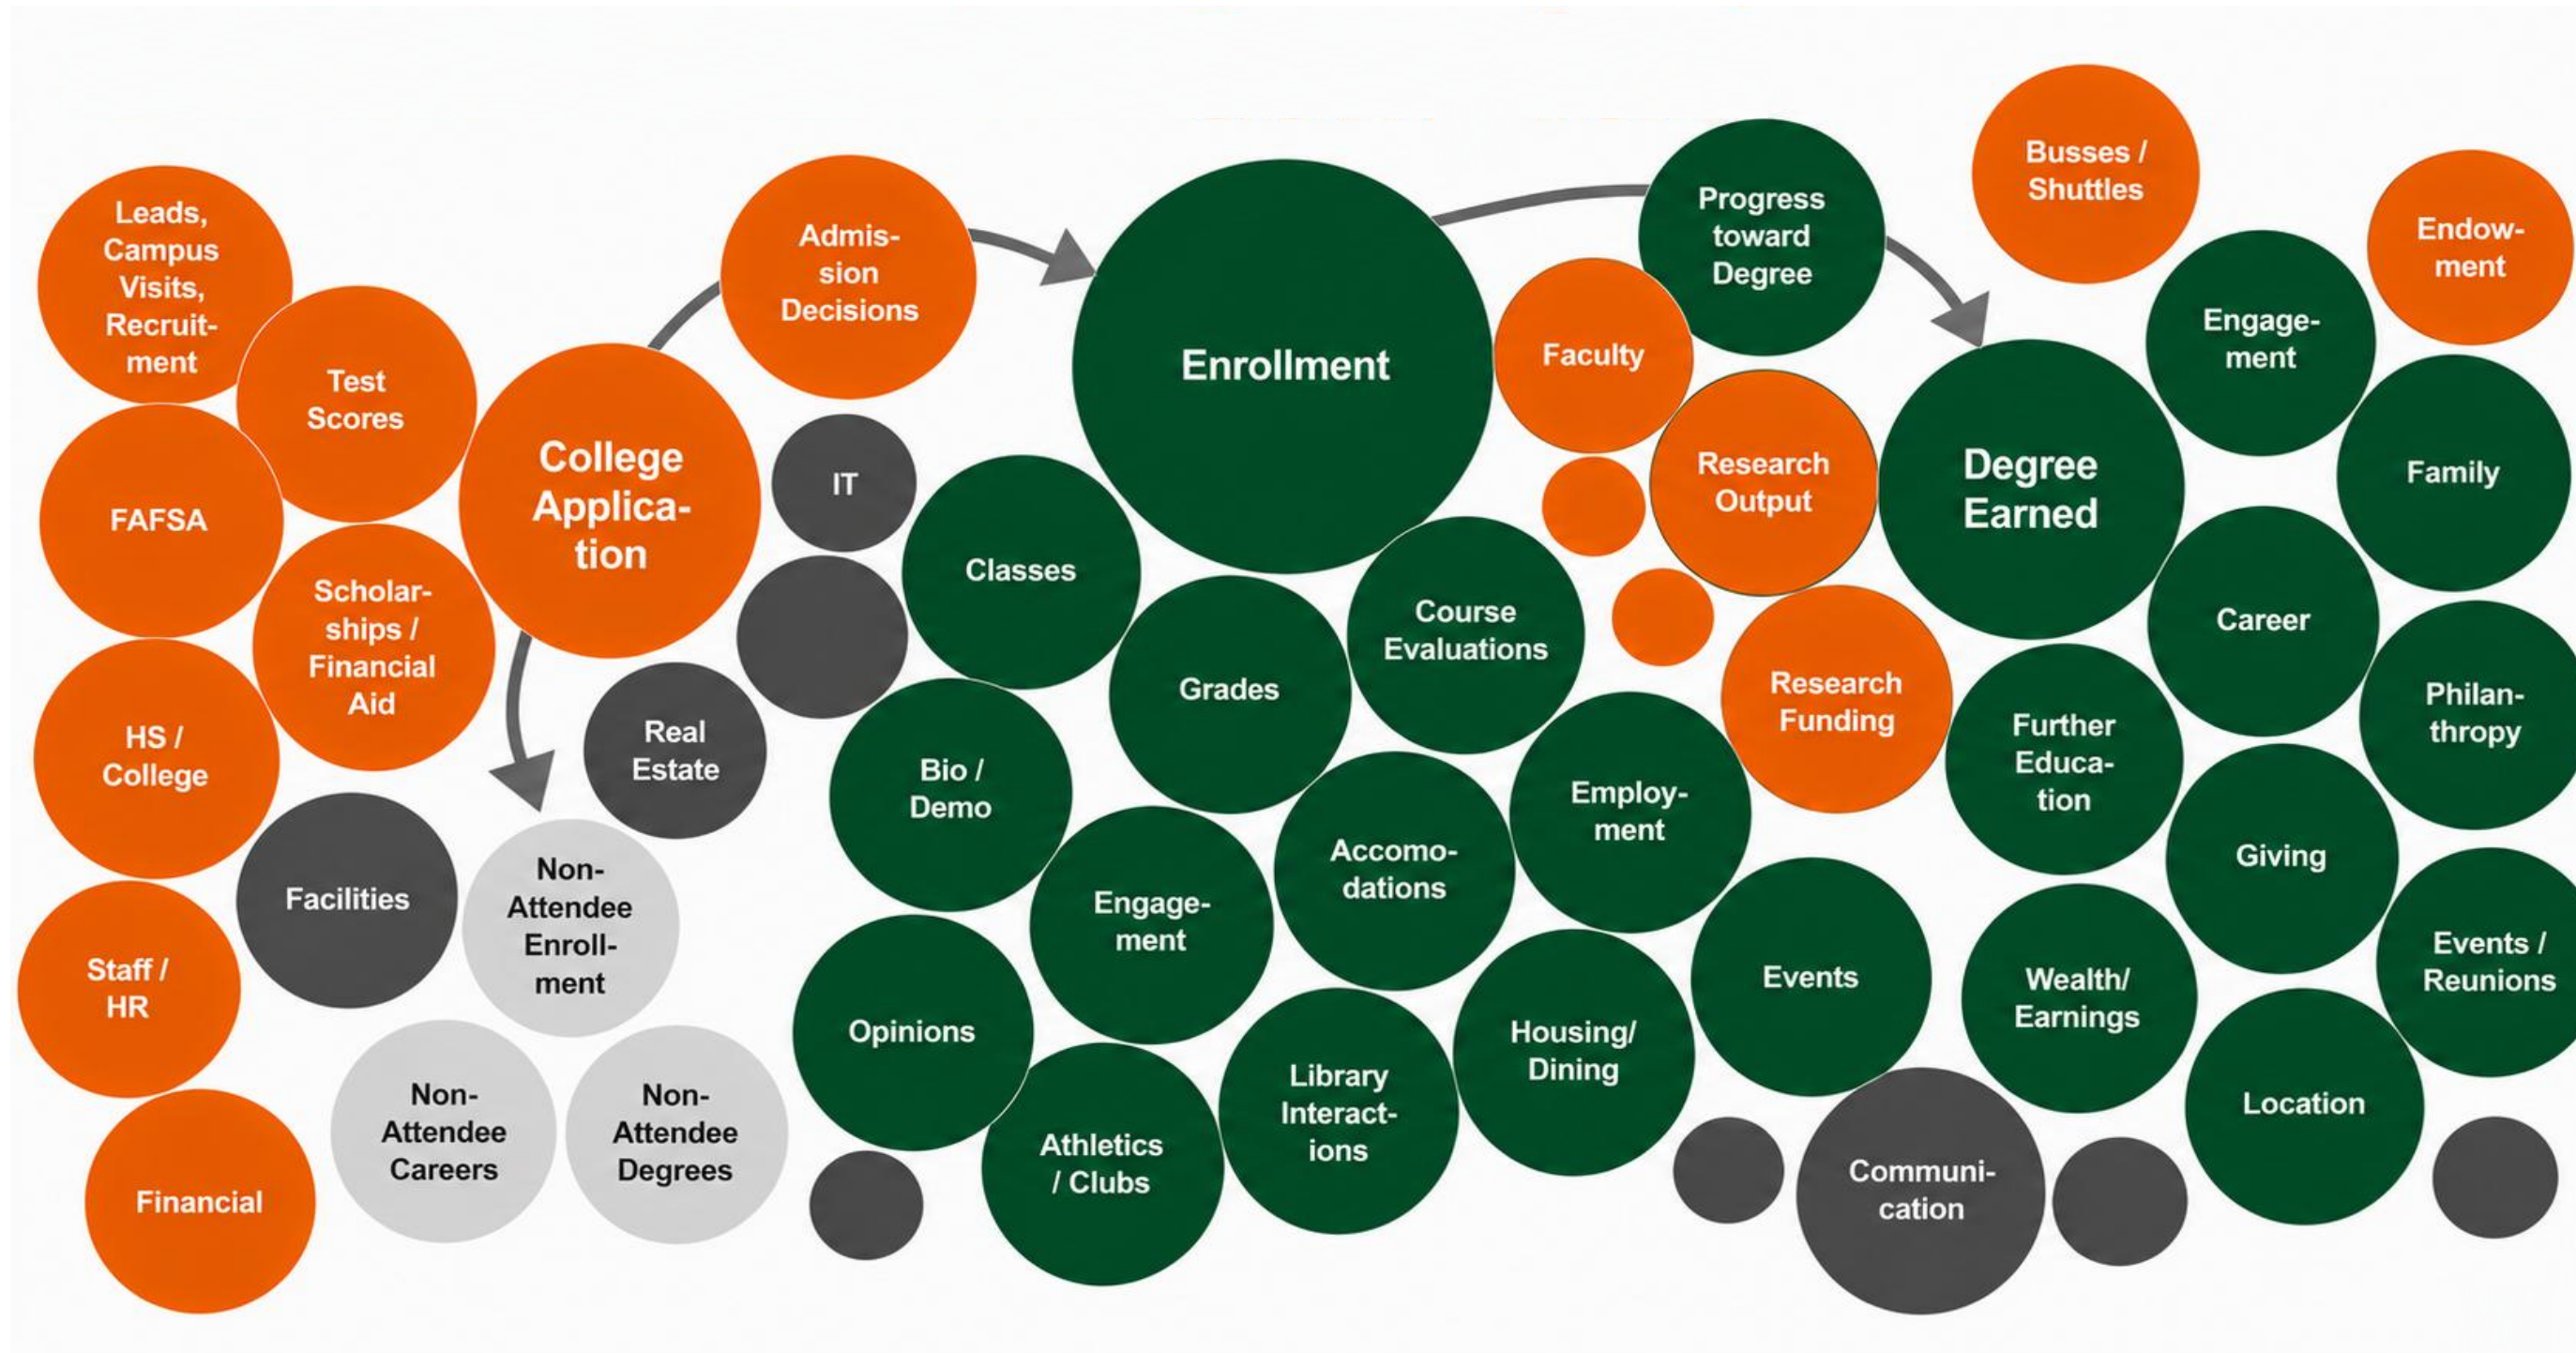 Leads,
Campus
Visits,
Recruit-
ment
Test
Scores
FAFSA
Scholar-
ships /
Financial
Aid
HS /
College
Staff /
HR
Financial
Facilities
College
Applica-
tion
Admis-
sion
Decisions
IT
Real
Estate
Non-
Attendee
Enroll-
ment
Non-
Attendee
Careers
Non-
Attendee
Degrees
Enrollment
Classes
Grades
Course
Evaluations
Bio /
Demo
Engage-
ment
Accomo-
dations
Employ-
ment
Opinions
Athletics
/ Clubs
Library
Interact-
ions
Housing/
Dining
Events
Communi-
cation
Progress
toward
Degree
Faculty
Research
Output
Research
Funding
Degree
Earned
Busses /
Shuttles
Endow-
ment
Engage-
ment
Family
Career
Philan-
thropy
Further
Educa-
tion
Giving
Wealth/
Earnings
Events /
Reunions
Location